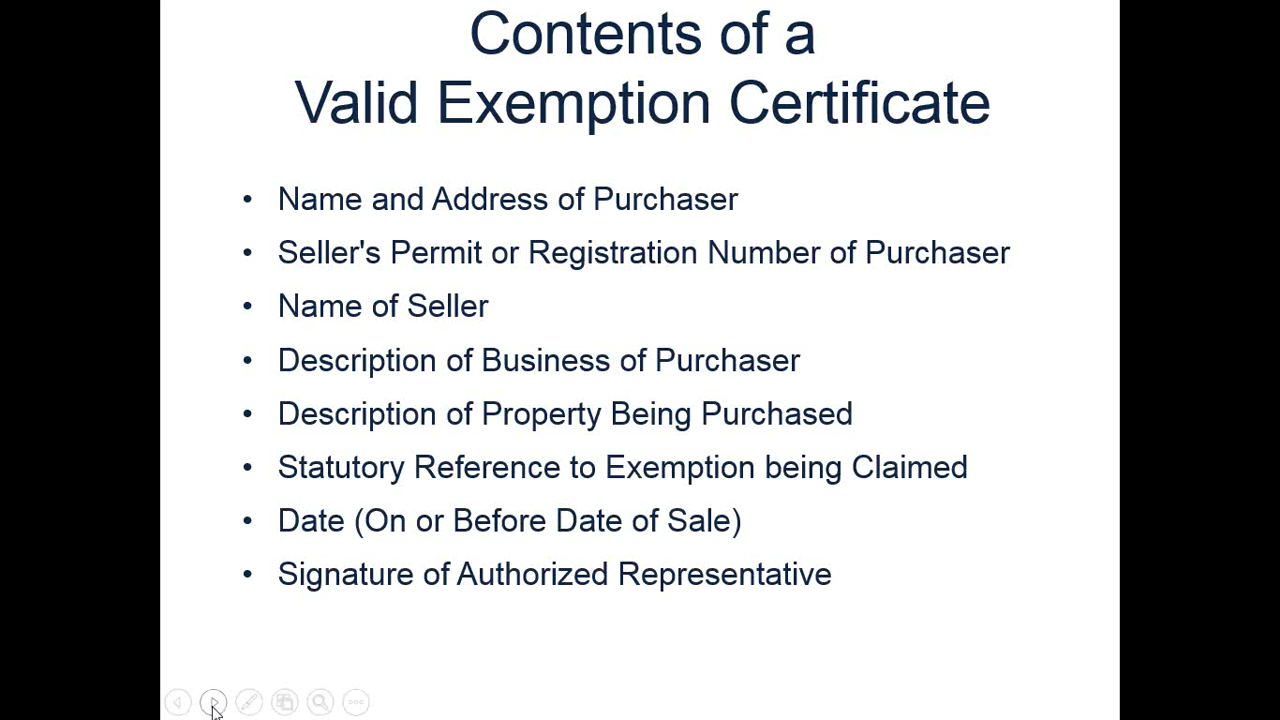 Contents of a
Valid Exemption Certificate
• Name and Address of Purchaser
• Seller's Permit or Registration Number of Purchaser
• Name of Seller
• Description of Business of Purchaser
• Description of Property Being Purchased
• Statutory Reference to Exemption being Claimed
• Date (On or Before Date of Sale)
• Signature of Authorized Representative